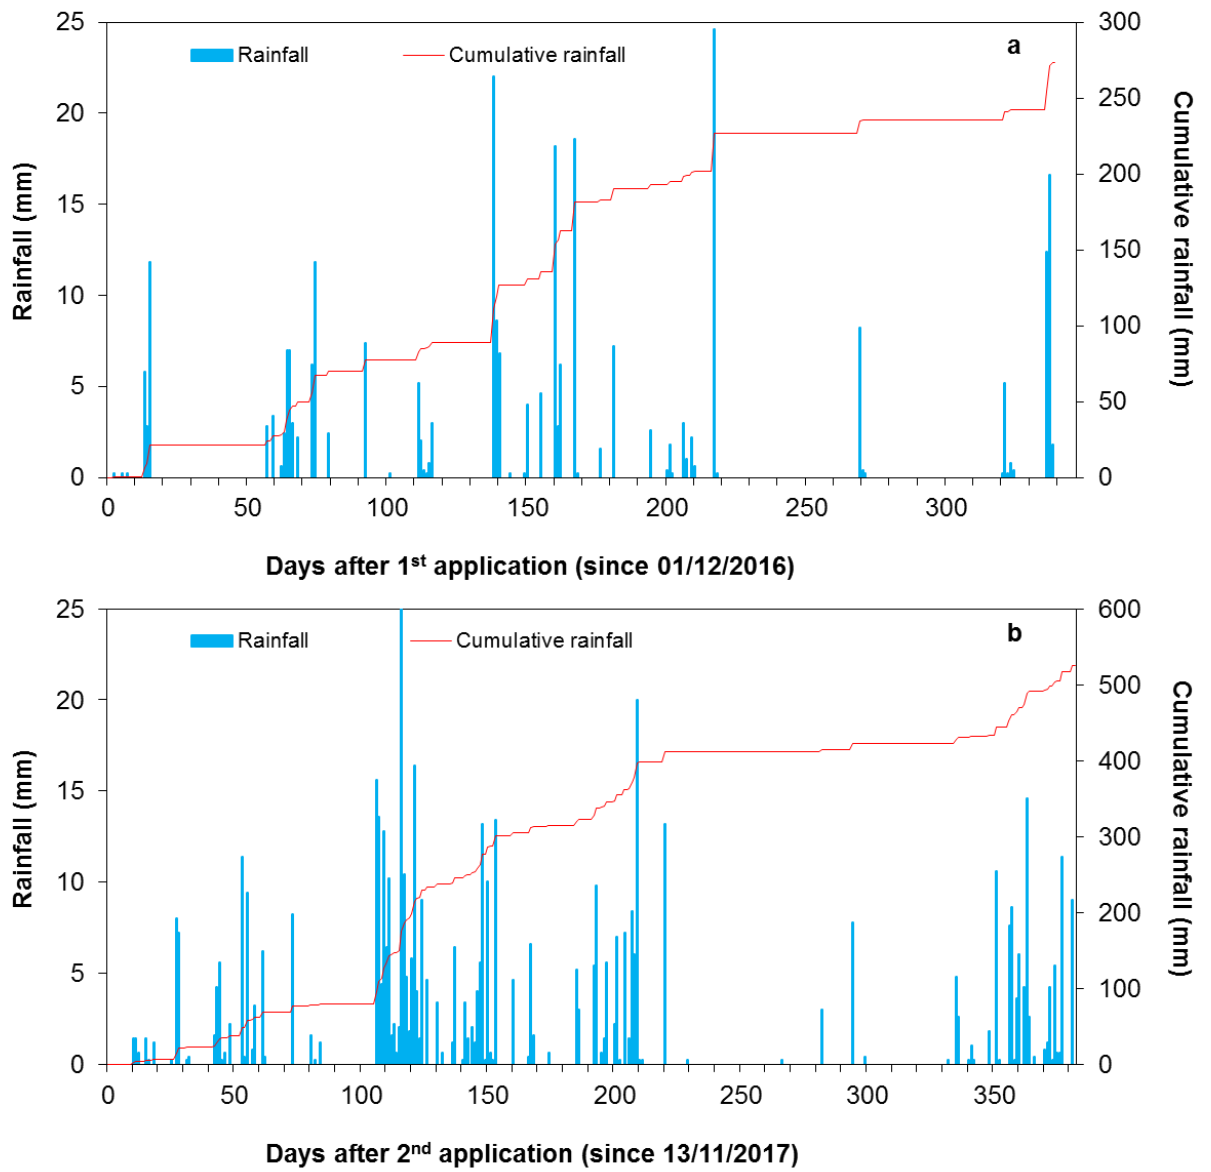 25
20
15
10
5
0
Rainfall (mm)
Rainfall
Cumulative rainfall
a
300
250
200
150
100
50
0
Cumulative rainfall (mm)
0 50 100 150 200 250 300
Days after 1st application (since 01/12/2016)
25
20
15
10
5
0
Rainfall (mm)
Rainfall
Cumulative rainfall
b
600
500
400
300
200
100
0
Cumulative rainfall (mm)
0 50 100 150 200 250 300 350
Days after 2nd application (since 13/11/2017)